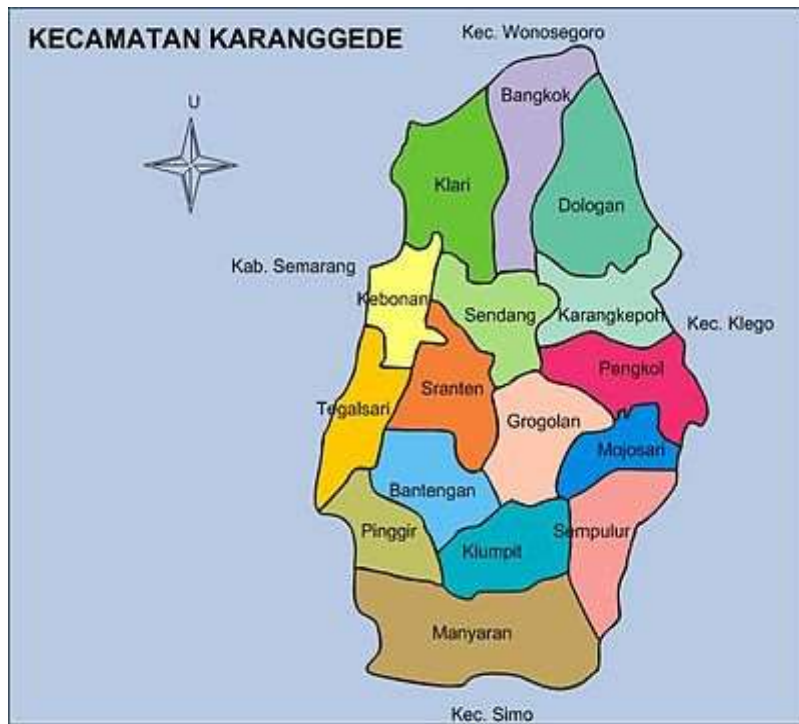 KECAMATAN KARANGGEDE
Kec. Wonosegoro
U
Bangkok
Klari
Dologan
Kab. Semarang
Kebonan
Sendang
Karangkepoh
Kec. Klego
Pengkol
Sranten
Tegalsari
Grogolan
Mojosari
Bantengan
Pinggir
Sempulur
Klumpit
Manyaran
Kec. Simo